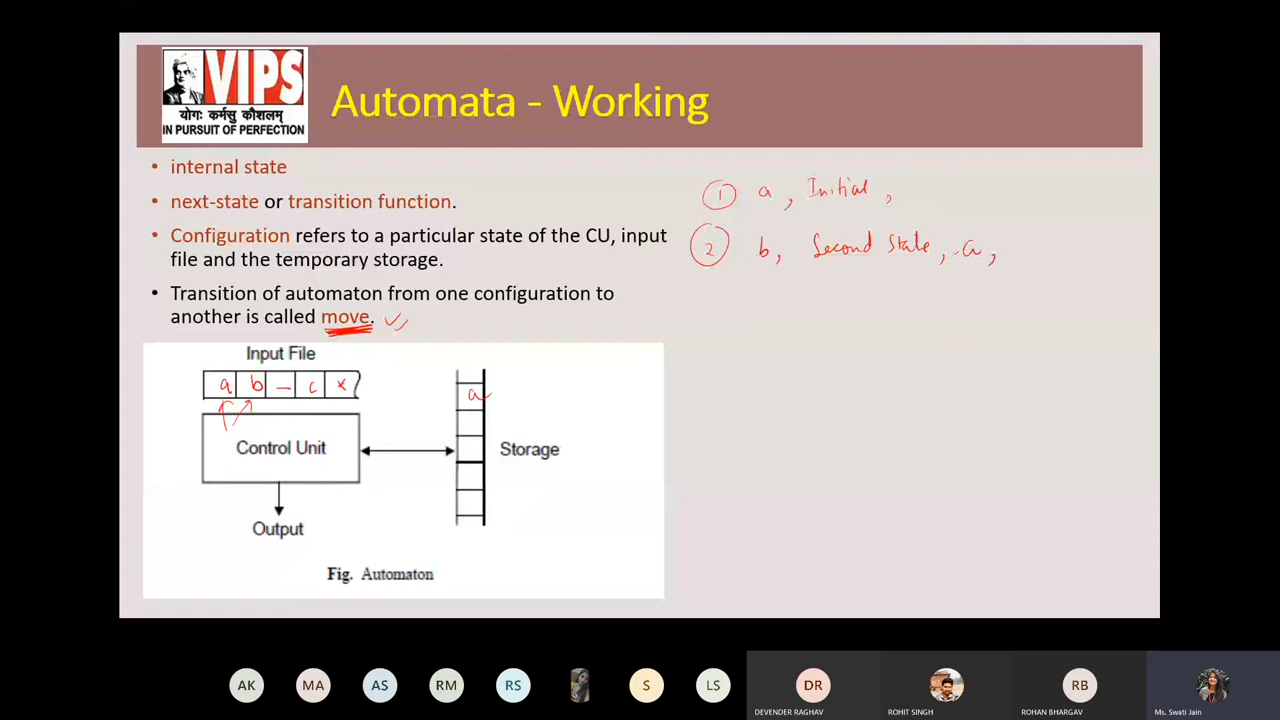 VIPS
योगः कर्मसु कौशलम्
IN PURSUIT OF PERFECTION
Automata - Working
• internal state
• next-state or transition function.
• Configuration refers to a particular state of the CU, input
file and the temporary storage.
• Transition of automaton from one configuration to
another is called move.
1 a, Initial,
2 b, Second State, a,
Input File
a b - c x
Control Unit
Output
a
Storage
Fig. Automaton
AK MA AS RM RS S LS DR RB
DEVENDER RAGHAV ROHIT SINGH ROHAN BHARGAV Ms. Swati Jain